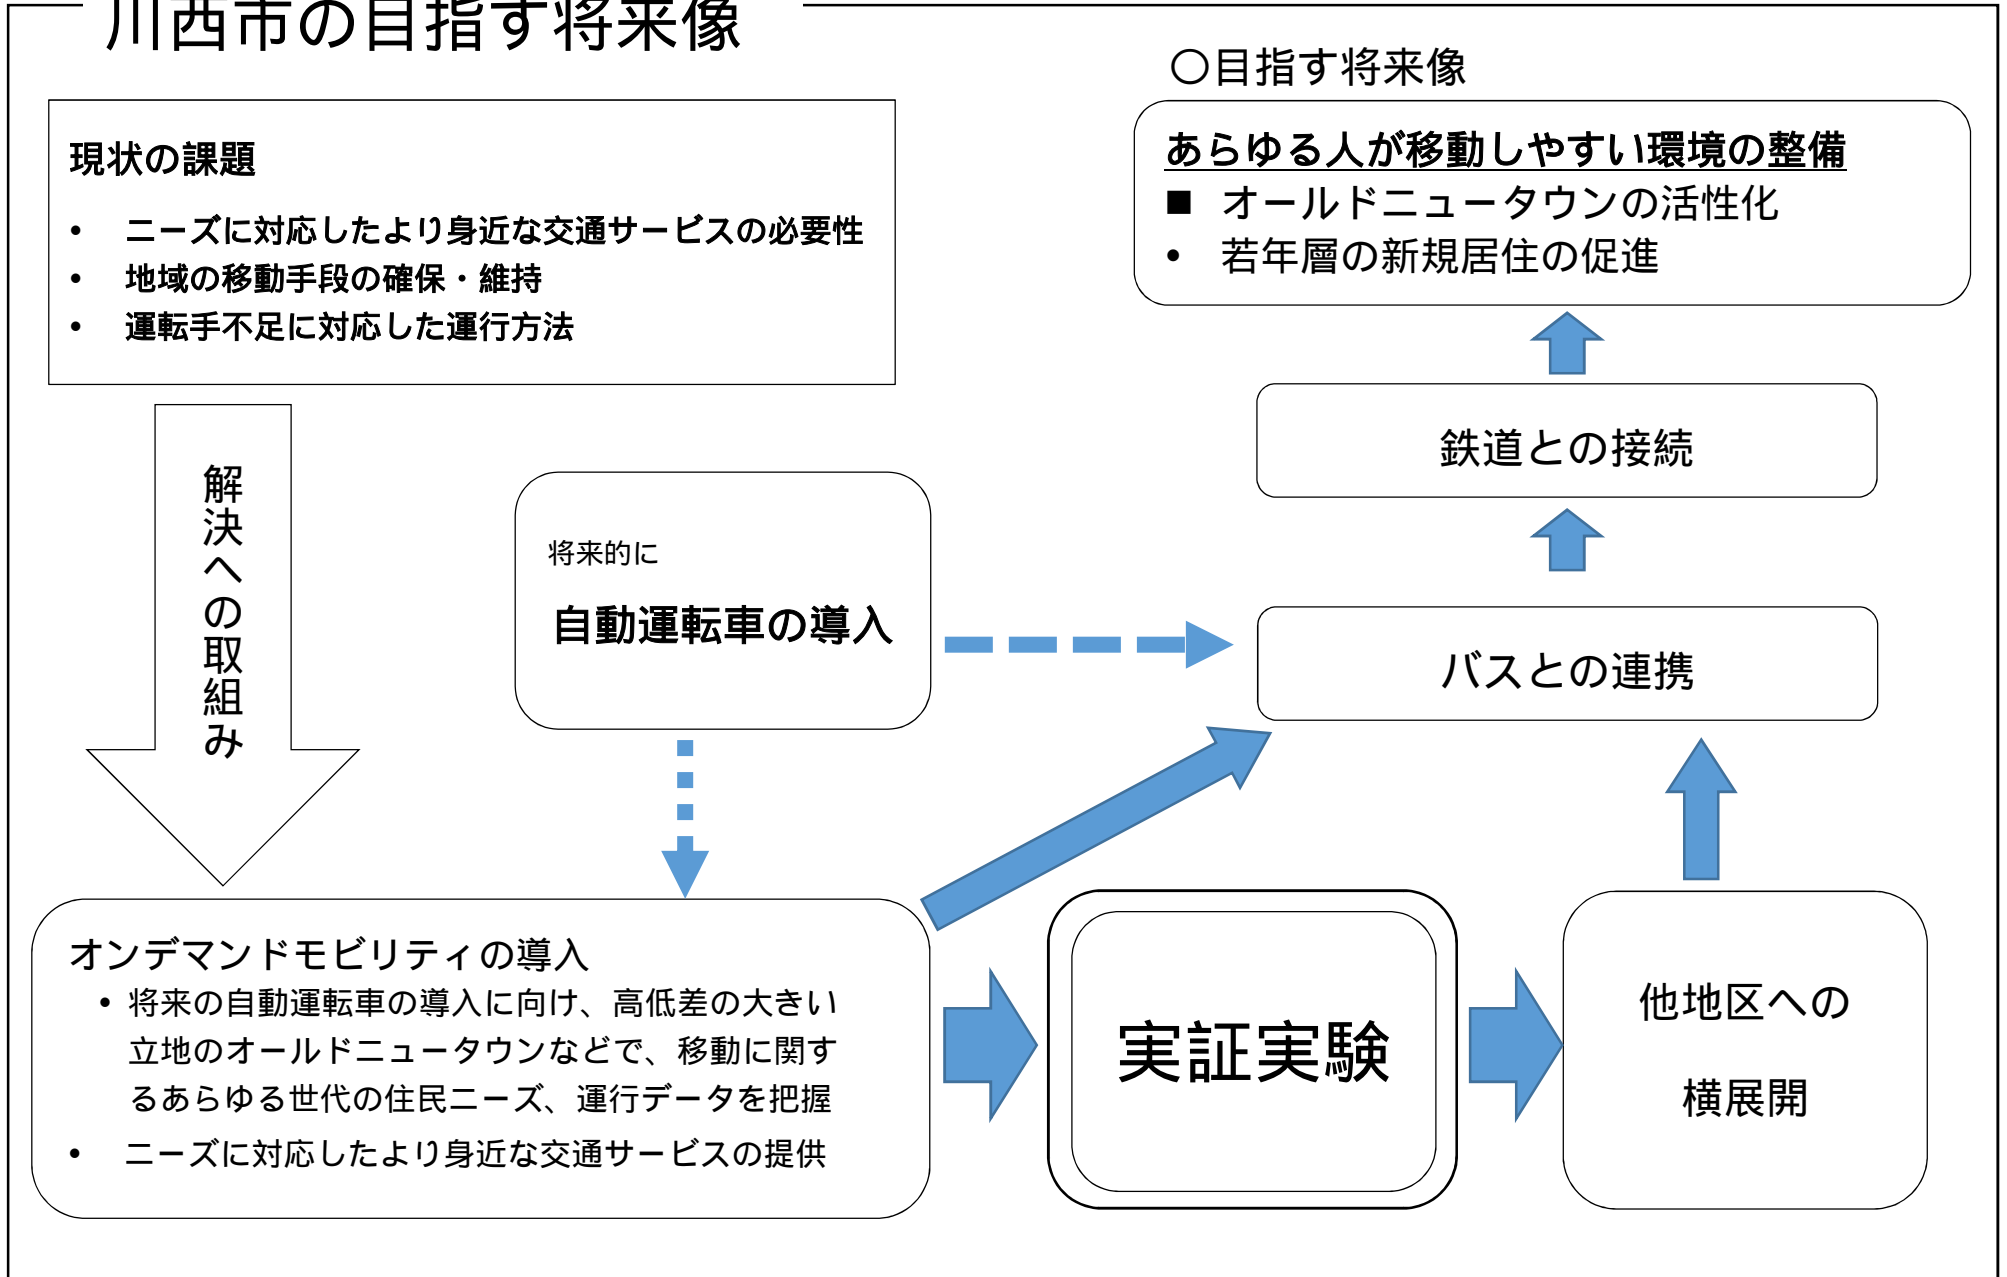 川西市の目指す将来像
現状の課題
• ニーズに対応したより身近な交通サービスの必要性
• 地域の移動手段の確保・維持
• 運転手不足に対応した運行方法
解決への取組み
〇目指す将来像
あらゆる人が移動しやすい環境の整備
■ オールドニュータウンの活性化
• 若年層の新規居住の促進
鉄道との接続
バスとの連携
将来的に
自動運転車の導入
オンデマンドモビリティの導入
• 将来の自動運転車の導入に向け、高低差の大きい
立地のオールドニュータウンなどで、移動に関す
るあらゆる世代の住民ニーズ、運行データを把握
• ニーズに対応したより身近な交通サービスの提供
実証実験
他地区への
横展開